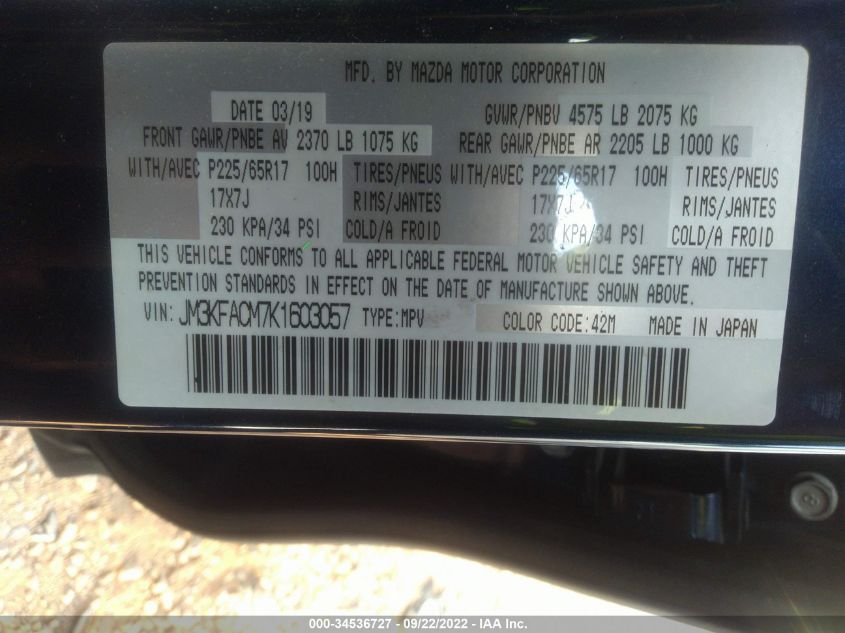 MFD. BY MAZDA MOTOR CORPORATION
DATE 03/19 GVWR/PNBV 4575 LB 2075 KG
FRONT GAWR/PNBE AV 2370 LB 1075 KG REAR GAWR/PNBE AR 2205 LB 1000 KG
WITH/AVEC P225/65R17 100H TIRES/PNEUS WITH/AVEC P225/65R17 100H TIRES/PNEUS
17X7J RIMS/JANTES 17X7J RIMS/JANTES
230 KPA/34 PSI COLD/A FROID 230 KPA/34 PSI COLD/A FROID
THIS VEHICLE CONFORMS TO ALL APPLICABLE FEDERAL MOTOR VEHICLE SAFETY AND THEFT
PREVENTION STANDARDS IN EFFECT ON THE DATE OF MANUFACTURE SHOWN ABOVE.
VIN: JM3KFACM7K1603057 TYPE:MPV COLOR CODE:42M MADE IN JAPAN
000-34536727 - 09/22/2022 - IAA Inc.